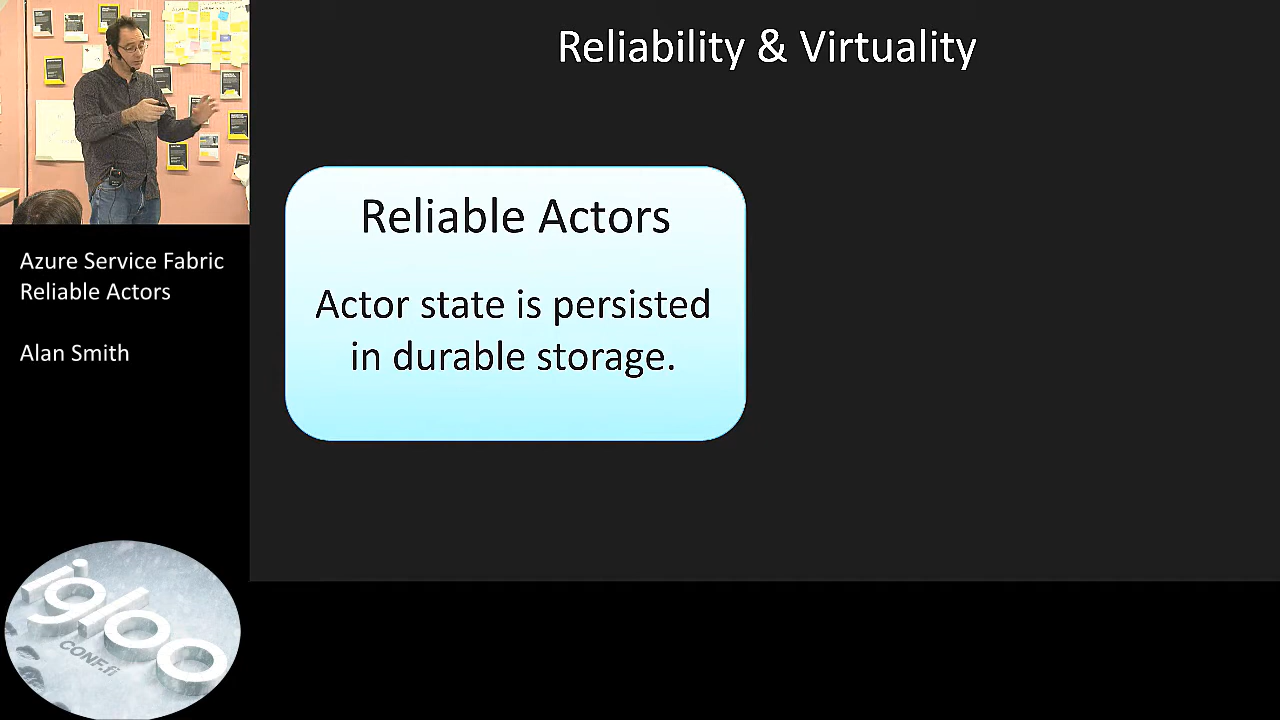 Reliability & Virtuality
Reliable Actors
Actor state is persisted
in durable storage.
Azure Service Fabric
Reliable Actors
Alan Smith
igloo
CONF.fi